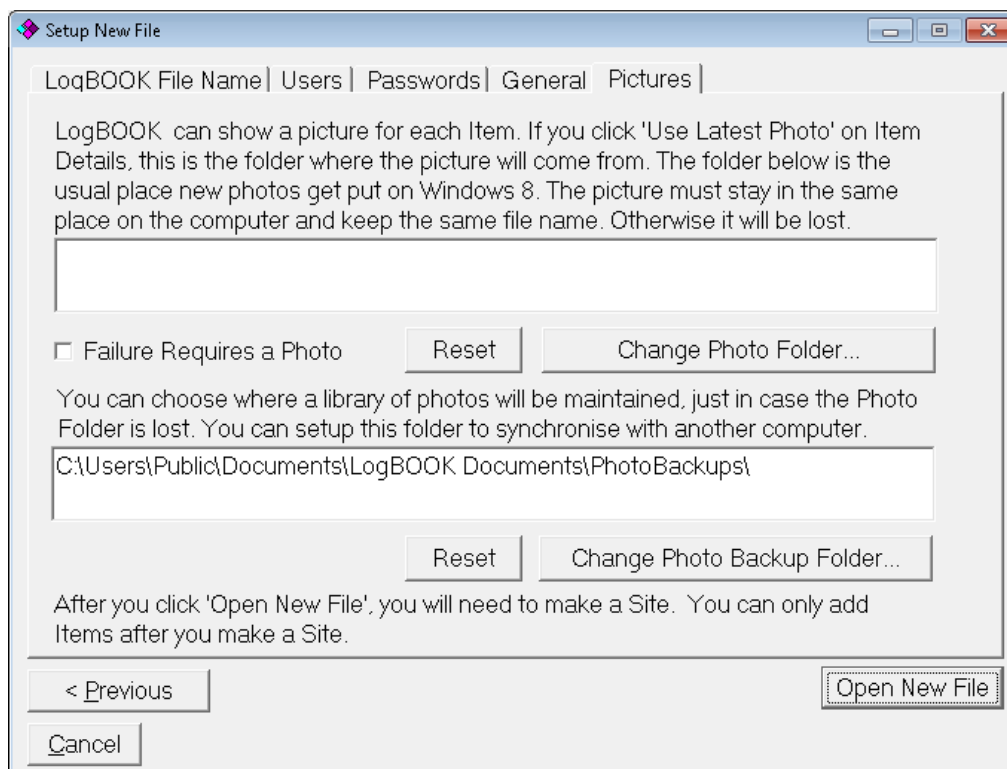 Setup New File
LogBOOK File Name Users Passwords General Pictures
LogBOOK can show a picture for each Item. If you click 'Use Latest Photo' on Item
Details, this is the folder where the picture will come from. The folder below is the
usual place new photos get put on Windows 8. The picture must stay in the same
place on the computer and keep the same file name. Otherwise it will be lost.
Failure Requires a Photo Reset Change Photo Folder...
You can choose where a library of photos will be maintained, just in case the Photo
Folder is lost. You can setup this folder to synchronise with another computer.
C:\Users\Public\Documents\LogBOOK Documents\PhotoBackups\
Reset Change Photo Backup Folder...
After you click 'Open New File', you will need to make a Site. You can only add
Items after you make a Site.
< Previous Open New File
Cancel